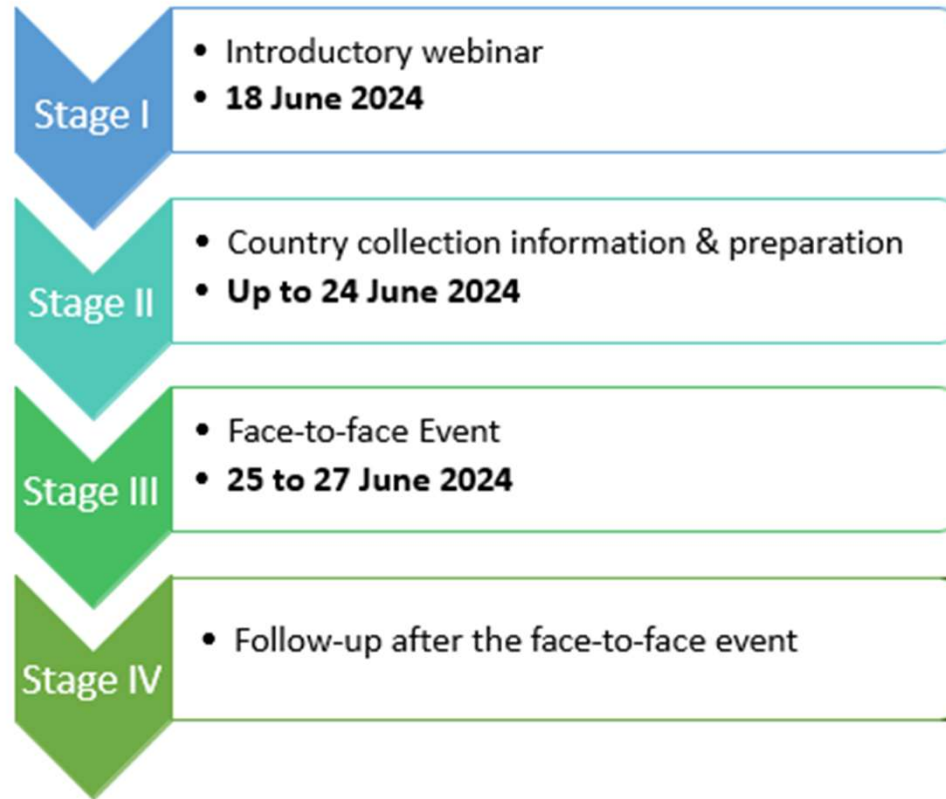 Stage I
• Introductory webinar
• 18 June 2024
Stage II
• Country collection information & preparation
• Up to 24 June 2024
Stage III
• Face-to-face Event
• 25 to 27 June 2024
Stage IV
• Follow-up after the face-to-face event